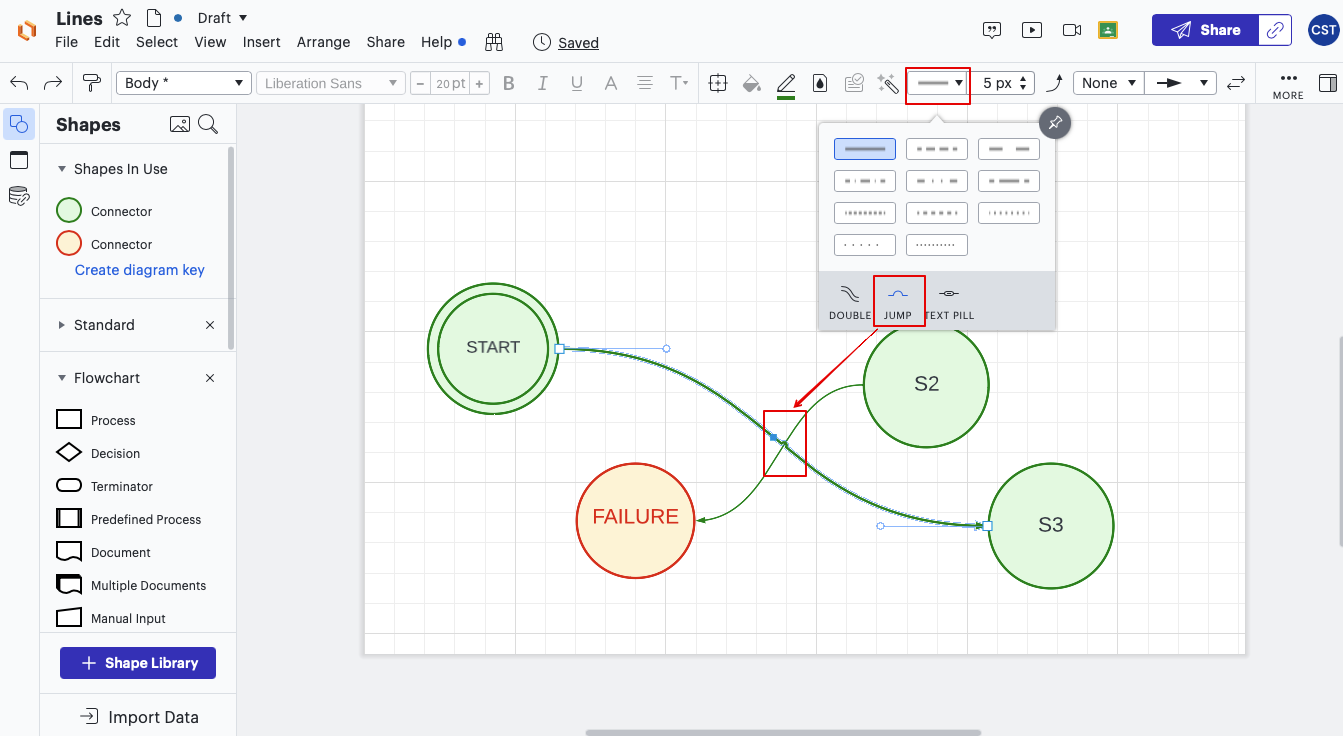 Lines
Draft
File Edit Select View Insert Arrange Share Help
Saved
Share
CST
Body *
Liberation Sans
− 20 pt +
B I U A T
5 px
None
MORE
Shapes
Shapes In Use
Connector
Connector
Create diagram key
Standard
Flowchart
Process
Decision
Terminator
Predefined Process
Document
Multiple Documents
Manual Input
+ Shape Library
Import Data
DOUBLE JUMP TEXT PILL
START
S2
FAILURE
S3